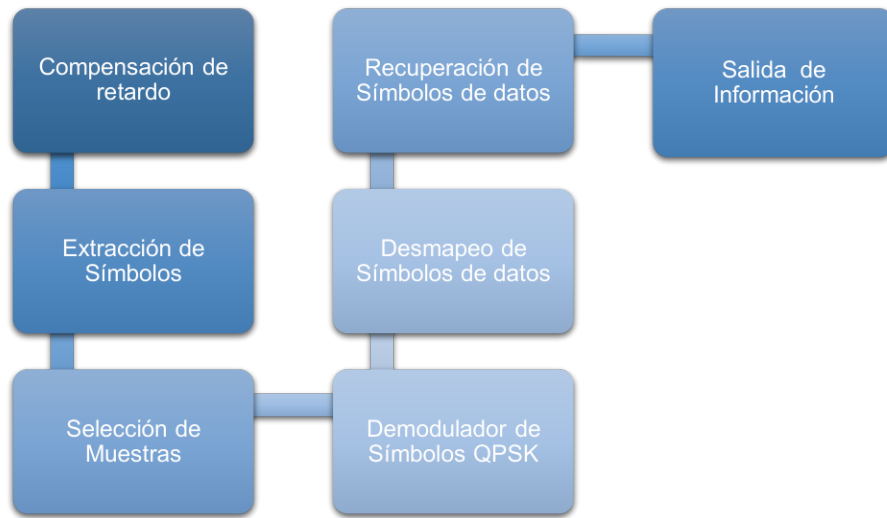 Compensación de
retardo
Extracción de
Símbolos
Selección de
Muestras
Demodulador de
Símbolos QPSK
Desmapeo de
Símbolos de datos
Recuperación de
Símbolos de datos
Salida de
Información